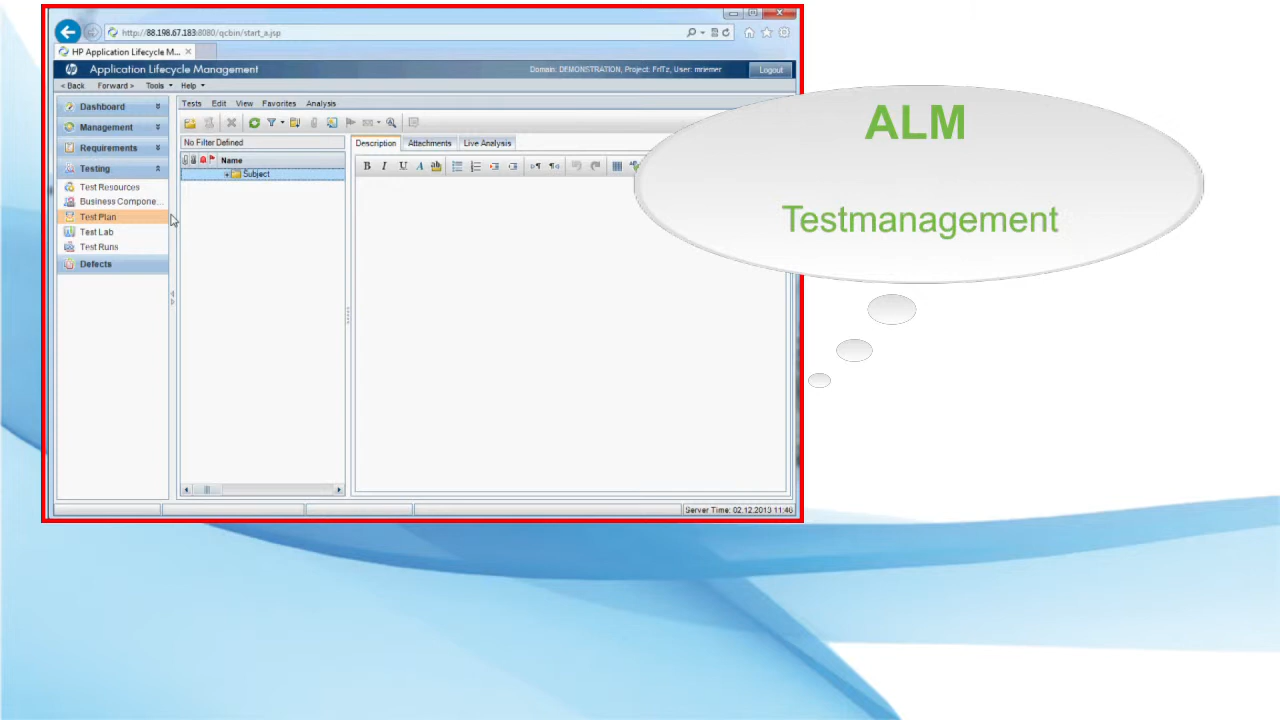 http://88.198.67.183:8080/qcbin/start_a.jsp
HP Application Lifecycle M...
Application Lifecycle Management
Domain: DEMONSTRATION, Project: FrITz, User: mriemer
Logout
< Back Forward > Tools Help
Dashboard
Management
Requirements
Testing
Test Resources
Business Compone...
Test Plan
Test Lab
Test Runs
Defects
Tests Edit View Favorites Analysis
No Filter Defined
Name
Subject
Description Attachments Live Analysis
B I U A ab
Server Time: 02.12.2013 11:46
ALM
Testmanagement